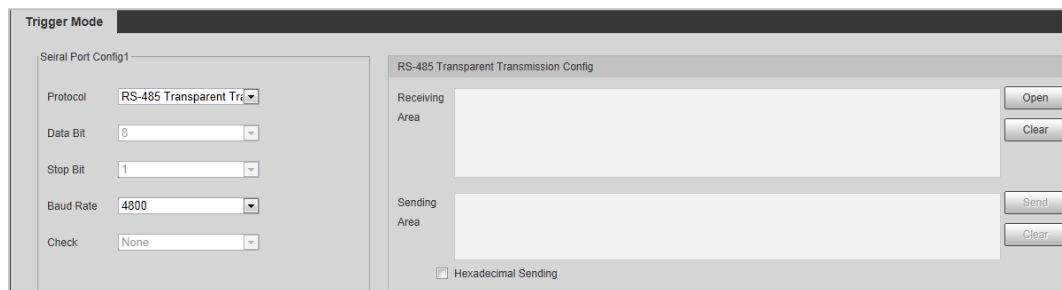 Trigger Mode
Seiral Port Config1
Protocol RS-485 Transparent Tra
Data Bit 8
Stop Bit 1
Baud Rate 4800
Check None
RS-485 Transparent Transmission Config
Receiving Area
Open
Clear
Sending Area
Send
Clear
Hexadecimal Sending